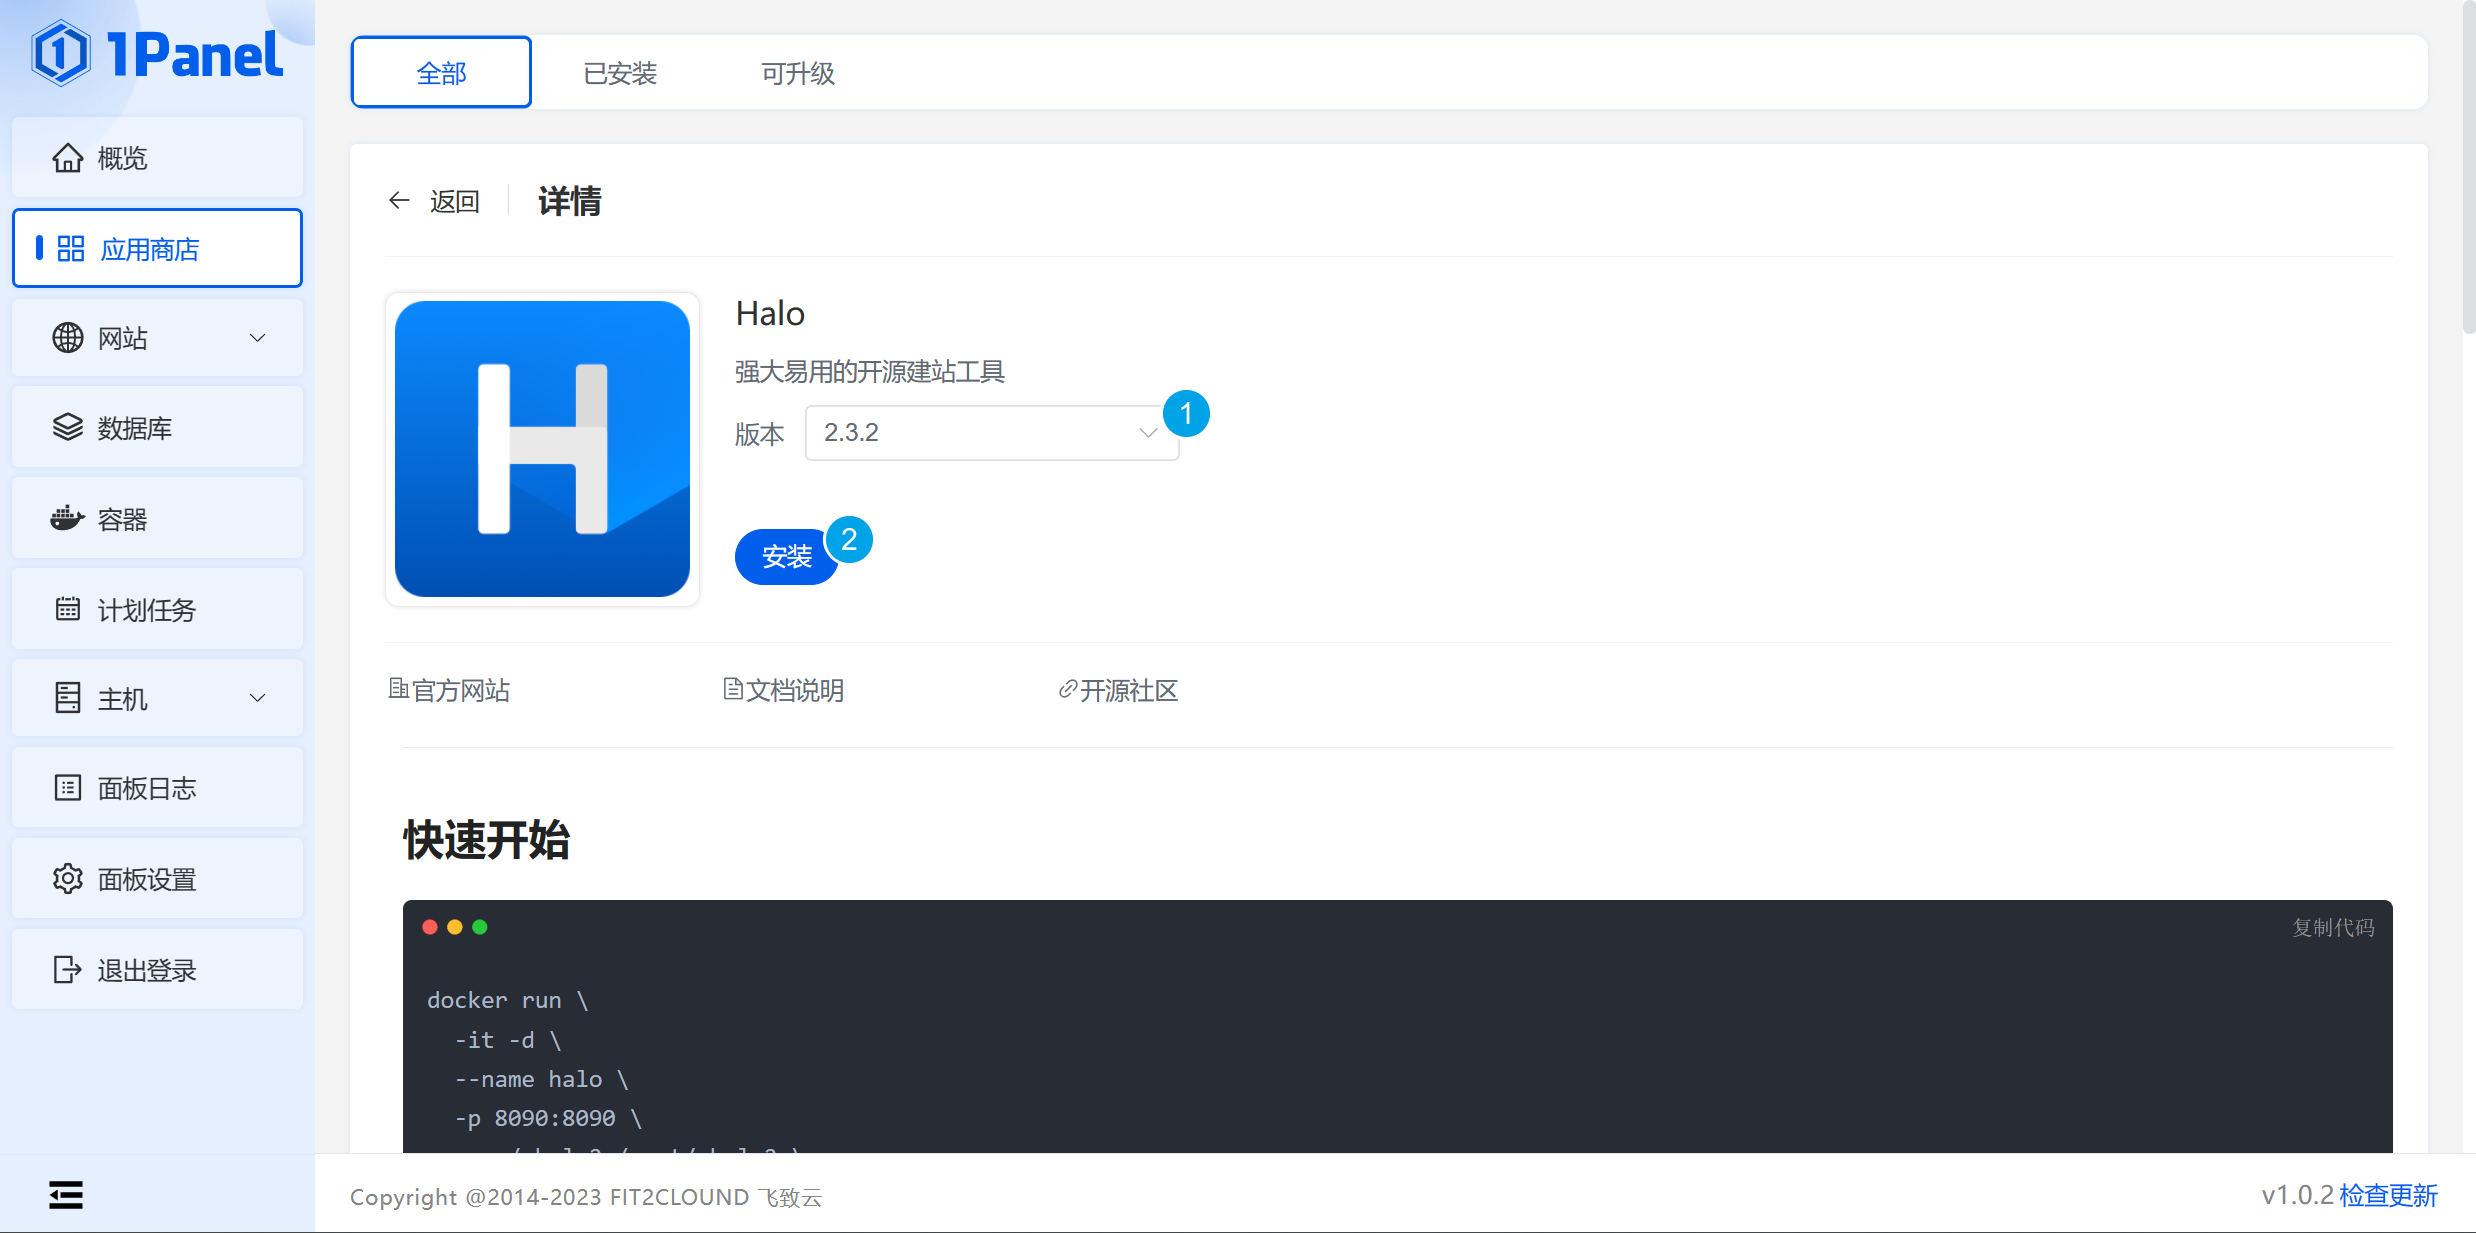 1Panel
概览
应用商店
网站
数据库
容器
计划任务
主机
面板日志
面板设置
退出登录
全部
已安装
可升级
返回
详情
Halo
强大易用的开源建站工具
版本 2.3.2
1
安装
2
官方网站
文档说明
开源社区
快速开始
复制代码
docker run \
-it -d \
--name halo \
-p 8090:8090 \
Copyright @2014-2023 FIT2CLOUND 飞致云
v1.0.2 检查更新